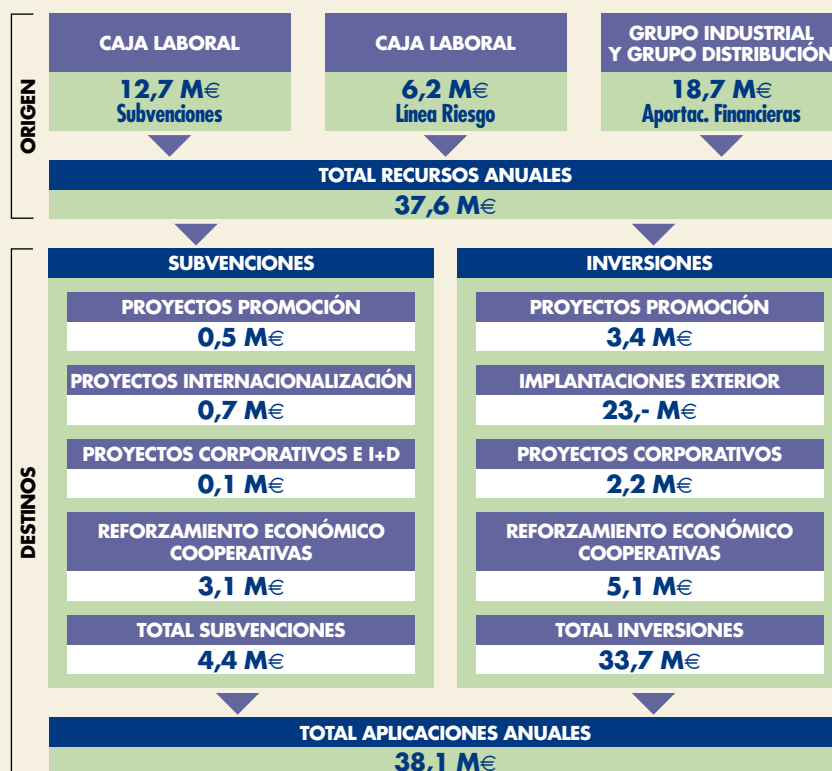 ORIGEN
CAJA LABORAL
12,7 M€
Subvenciones
CAJA LABORAL
6,2 M€
Línea Riesgo
GRUPO INDUSTRIAL
Y GRUPO DISTRIBUCIÓN
18,7 M€
Aportac. Financieras
TOTAL RECURSOS ANUALES
37,6 M€
DESTINOS
SUBVENCIONES
PROYECTOS PROMOCIÓN
0,5 M€
PROYECTOS INTERNACIONALIZACIÓN
0,7 M€
PROYECTOS CORPORATIVOS E I+D
0,1 M€
REFORZAMIENTO ECONÓMICO
COOPERATIVAS
3,1 M€
TOTAL SUBVENCIONES
4,4 M€
INVERSIONES
PROYECTOS PROMOCIÓN
3,4 M€
IMPLANTACIONES EXTERIOR
23,- M€
PROYECTOS CORPORATIVOS
2,2 M€
REFORZAMIENTO ECONÓMICO
COOPERATIVAS
5,1 M€
TOTAL INVERSIONES
33,7 M€
TOTAL APLICACIONES ANUALES
38,1 M€